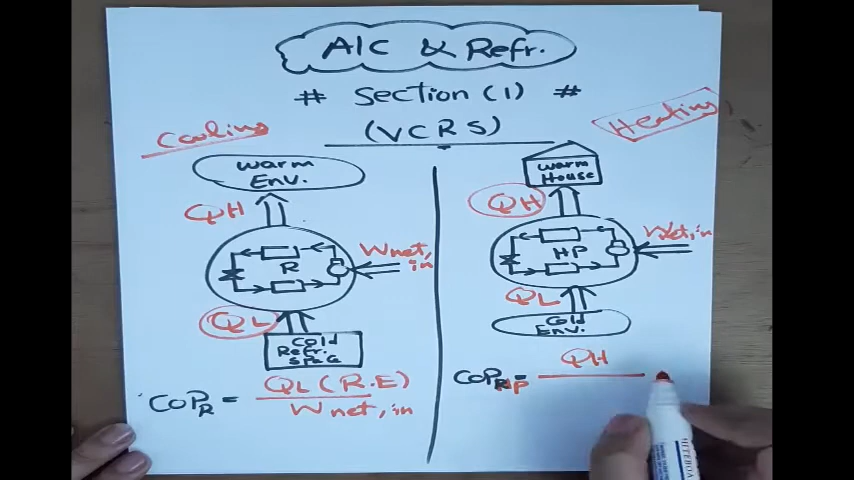 A/C & Refr.
# Section (1) #
(VCRS)
Cooling
Warm
Env.
QH
R
Wnet,
in
QL
Cold
Refri.
space
CoPR = QL (R.E)
Wnet, in
Heating
Warm
House
QH
HP
Wnet, in
QL
Cold
Env.
QH
CoPHP =